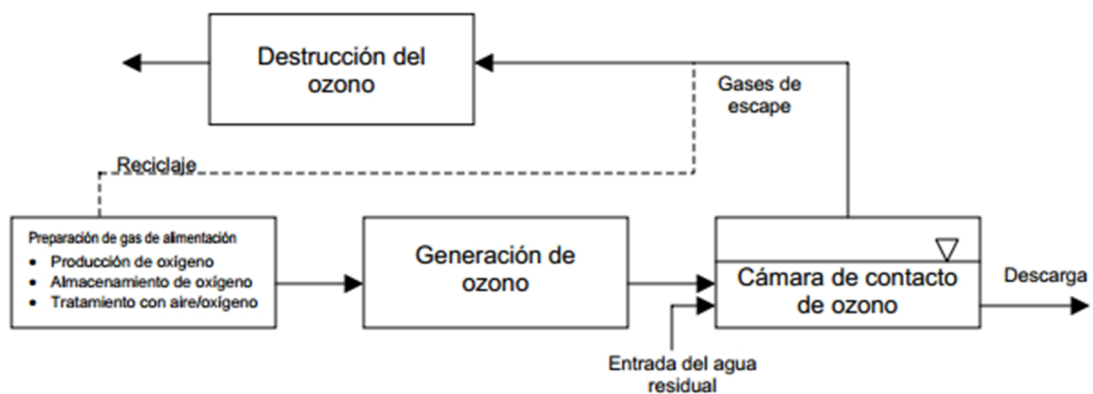 Destrucción del
ozono
Gases de
escape
Reciclaje
Preparación de gas de alimentación
• Producción de oxígeno
• Almacenamiento de oxígeno
• Tratamiento con aire/oxígeno
Generación de
ozono
Cámara de contacto
de ozono
Descarga
Entrada del agua
residual